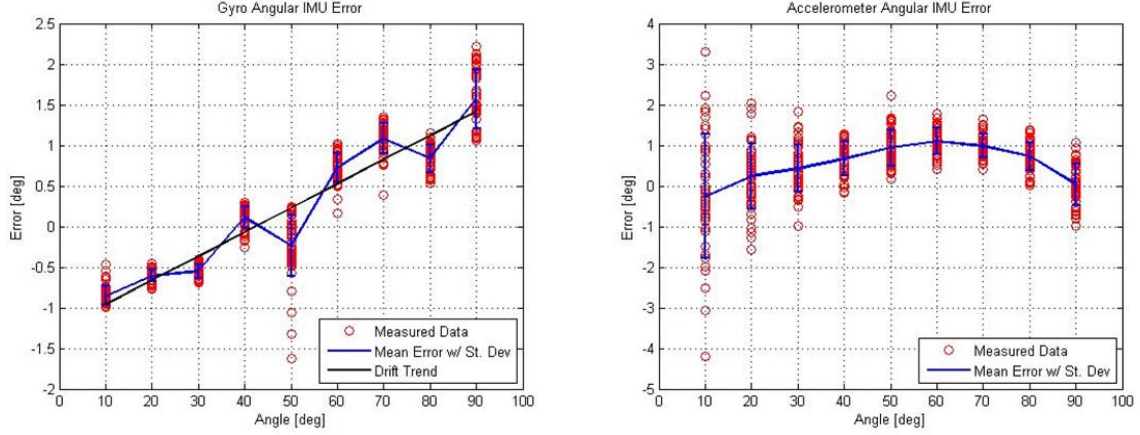 Gyro Angular IMU Error
2.5
2
1.5
1
0.5
0
-0.5
-1
-1.5
-2
Error [deg]
0 10 20 30 40 50 60 70 80 90 100
Angle [deg]
Measured Data
Mean Error w/ St. Dev
Drift Trend
Accelerometer Angular IMU Error
4
3
2
1
0
-1
-2
-3
-4
-5
Error [deg]
0 10 20 30 40 50 60 70 80 90 100
Angle [deg]
Measured Data
Mean Error w/ St. Dev